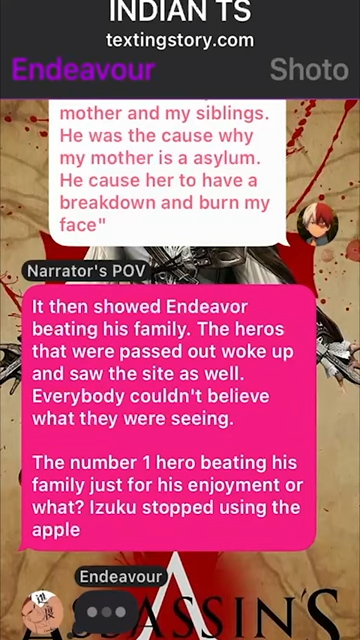 INDIAN TS
textingstory.com
Endeavour
Shoto
mother and my siblings.
He was the cause why
my mother is a asylum.
He cause her to have a
breakdown and burn my
face"
Narrator's POV
It then showed Endeavor
beating his family. The heros
that were passed out woke up
and saw the site as well.
Everybody couldn't believe
what they were seeing.
The number 1 hero beating his
family just for his enjoyment or
what? Izuku stopped using the
apple
Endeavour
ASSASSIN'S